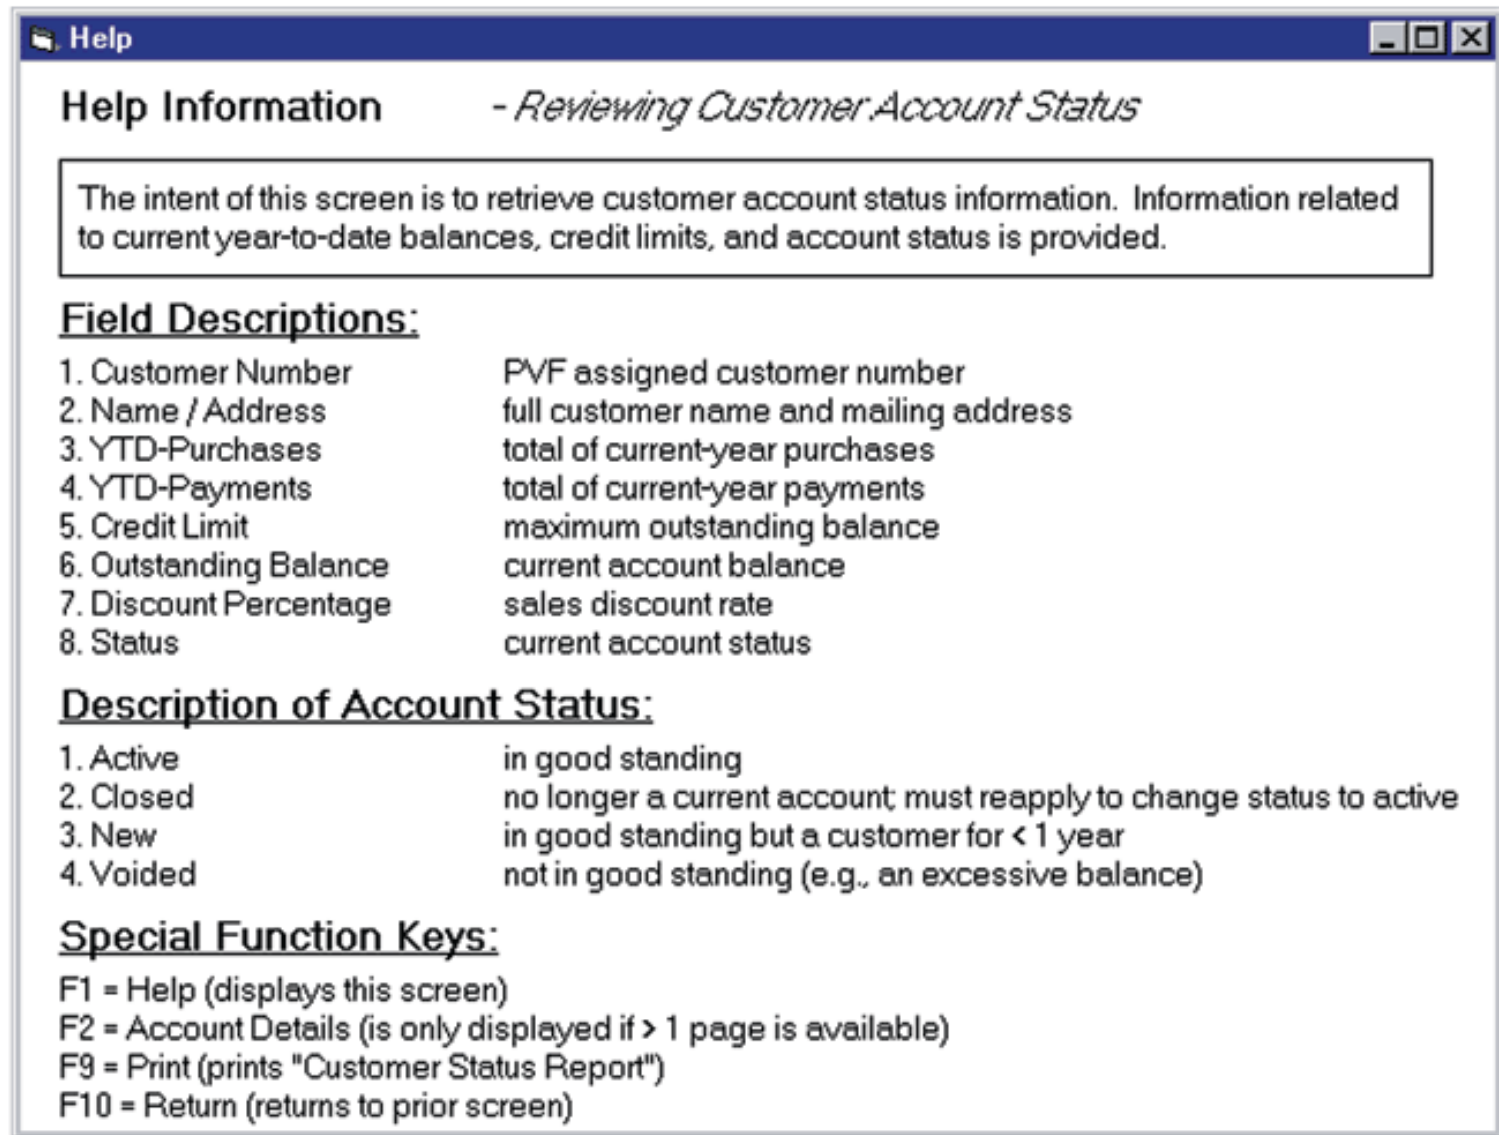 Help
Help Information - Reviewing Customer Account Status
The intent of this screen is to retrieve customer account status information. Information related
to current year-to-date balances, credit limits, and account status is provided.
Field Descriptions:
1. Customer Number PVF assigned customer number
2. Name / Address full customer name and mailing address
3. YTD-Purchases total of current-year purchases
4. YTD-Payments total of current-year payments
5. Credit Limit maximum outstanding balance
6. Outstanding Balance current account balance
7. Discount Percentage sales discount rate
8. Status current account status
Description of Account Status:
1. Active in good standing
2. Closed no longer a current account; must reapply to change status to active
3. New in good standing but a customer for < 1 year
4. Voided not in good standing (e.g., an excessive balance)
Special Function Keys:
F1 = Help (displays this screen)
F2 = Account Details (is only displayed if > 1 page is available)
F9 = Print (prints "Customer Status Report")
F10 = Return (returns to prior screen)